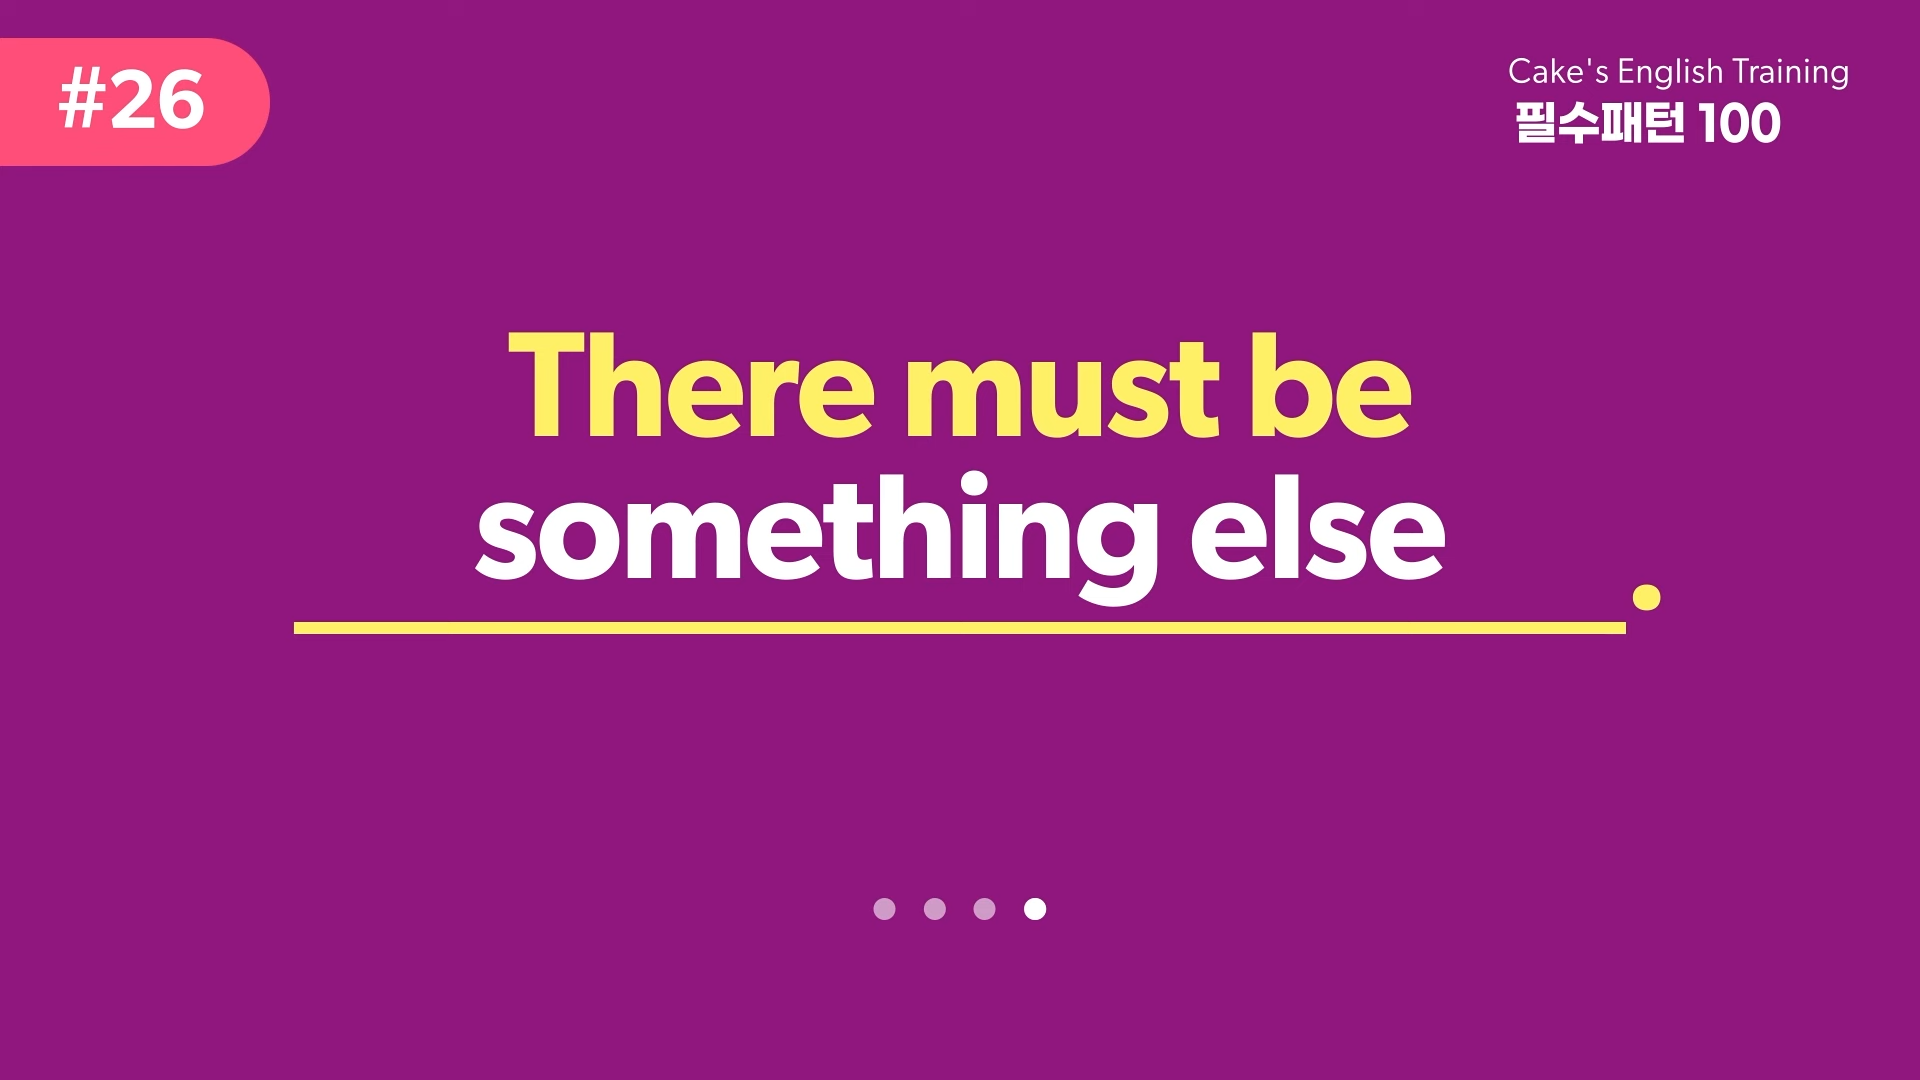 #26
Cake's English Training
필수패턴 100
There must be
something else.